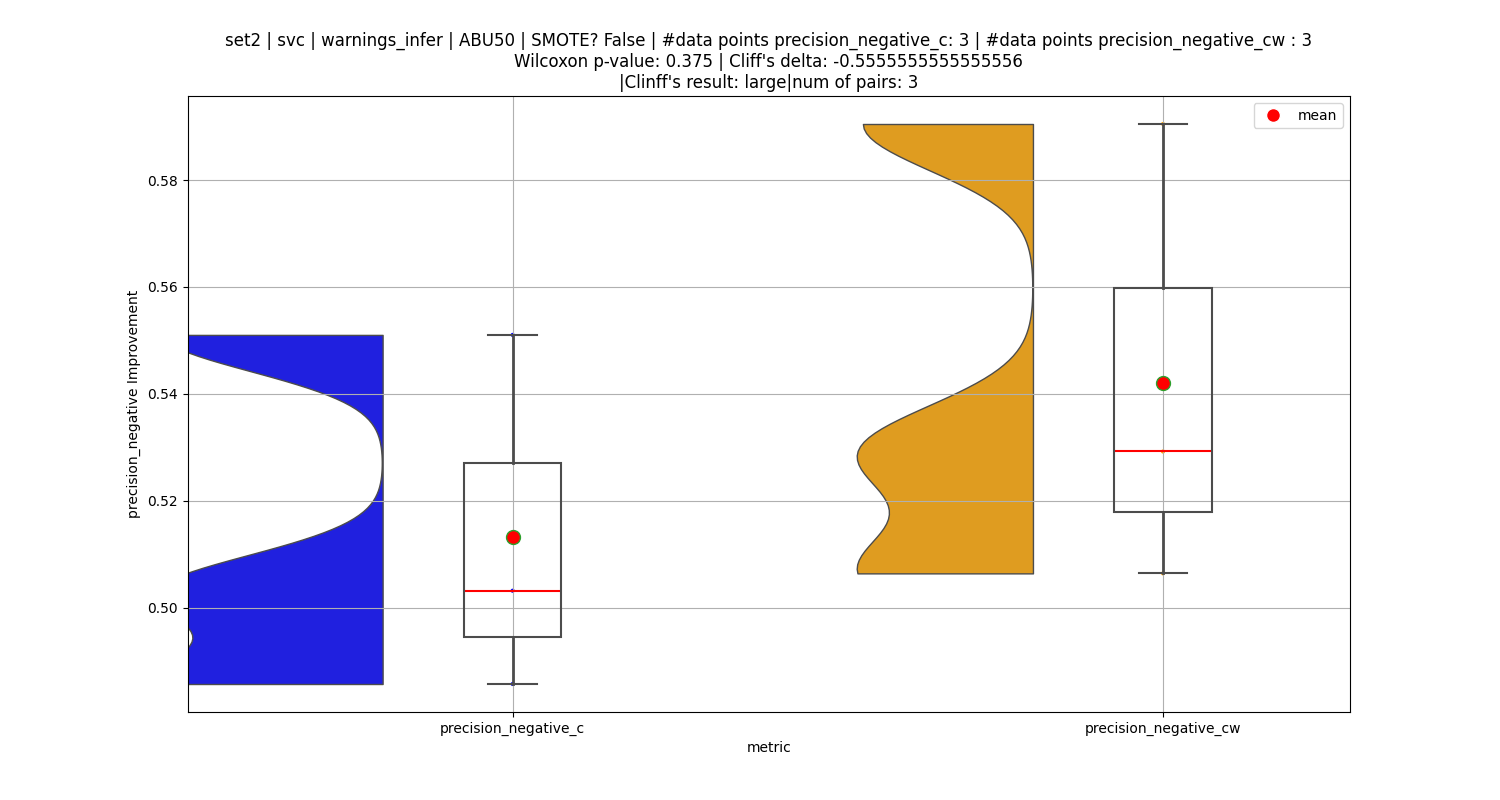 set2 | svc | warnings_infer | ABU50 | SMOTE? False | #data points precision_negative_c: 3 | #data points precision_negative_cw : 3
Wilcoxon p-value: 0.375 | Cliff's delta: -0.5555555555555556
|Clinff's result: large|num of pairs: 3
mean
precision_negative Improvement
0.58
0.56
0.54
0.52
0.50
precision_negative_c
precision_negative_cw
metric